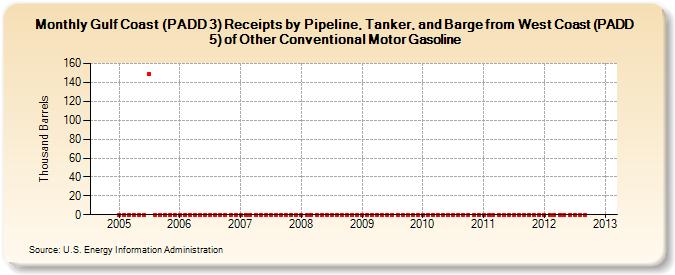 Monthly Gulf Coast (PADD 3) Receipts by Pipeline, Tanker, and Barge from West Coast (PADD
5) of Other Conventional Motor Gasoline
Thousand Barrels
160
140
120
100
80
60
40
20
0
2005 2006 2007 2008 2009 2010 2011 2012 2013
Source: U.S. Energy Information Administration